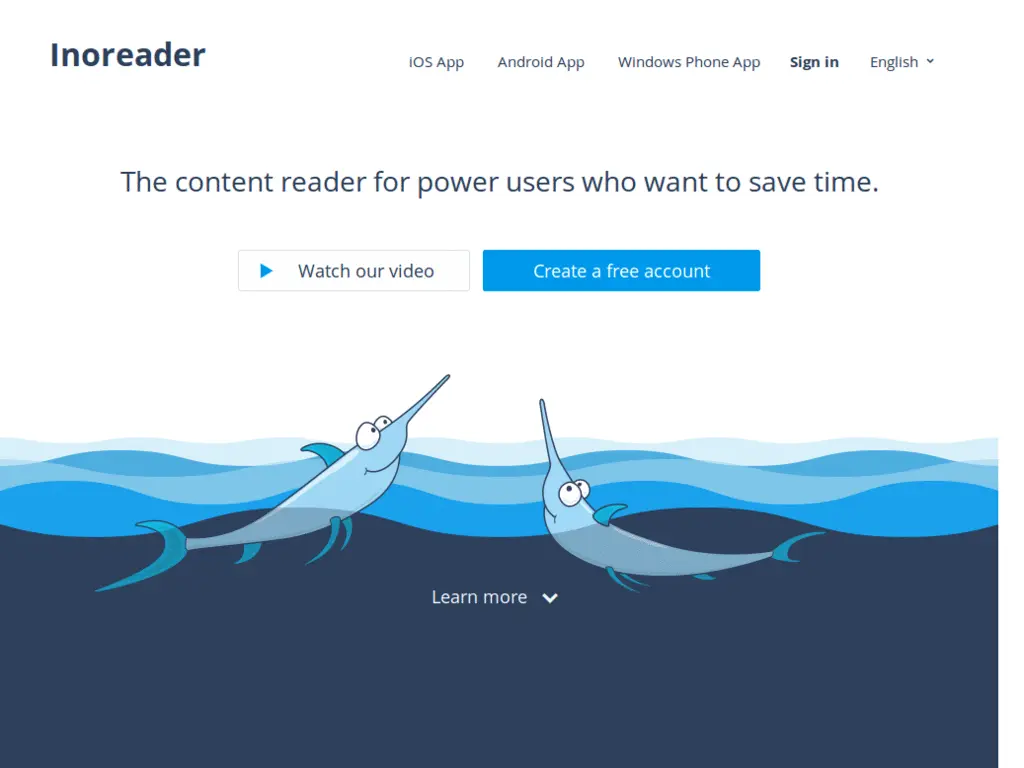 Inoreader
iOS App Android App Windows Phone App Sign in English
The content reader for power users who want to save time.
Watch our video Create a free account
Learn more